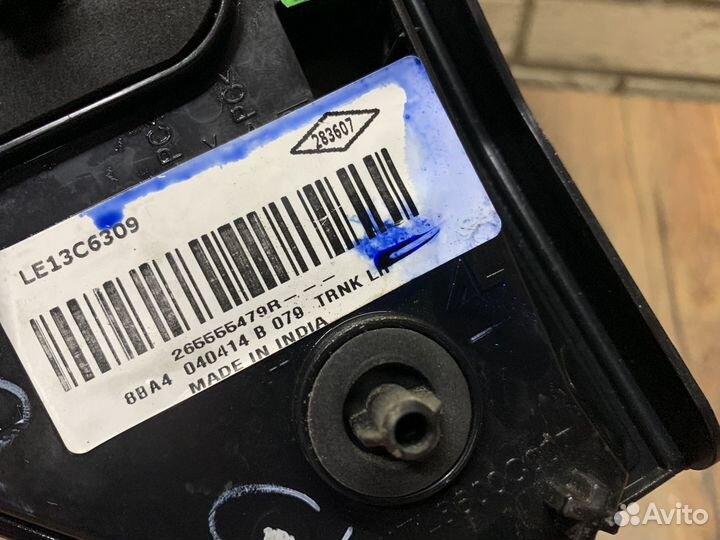 283607
LE13C6309
265555479R---
8BA4 040414 B 079 TRNK LH
MADE IN INDIA
Avito